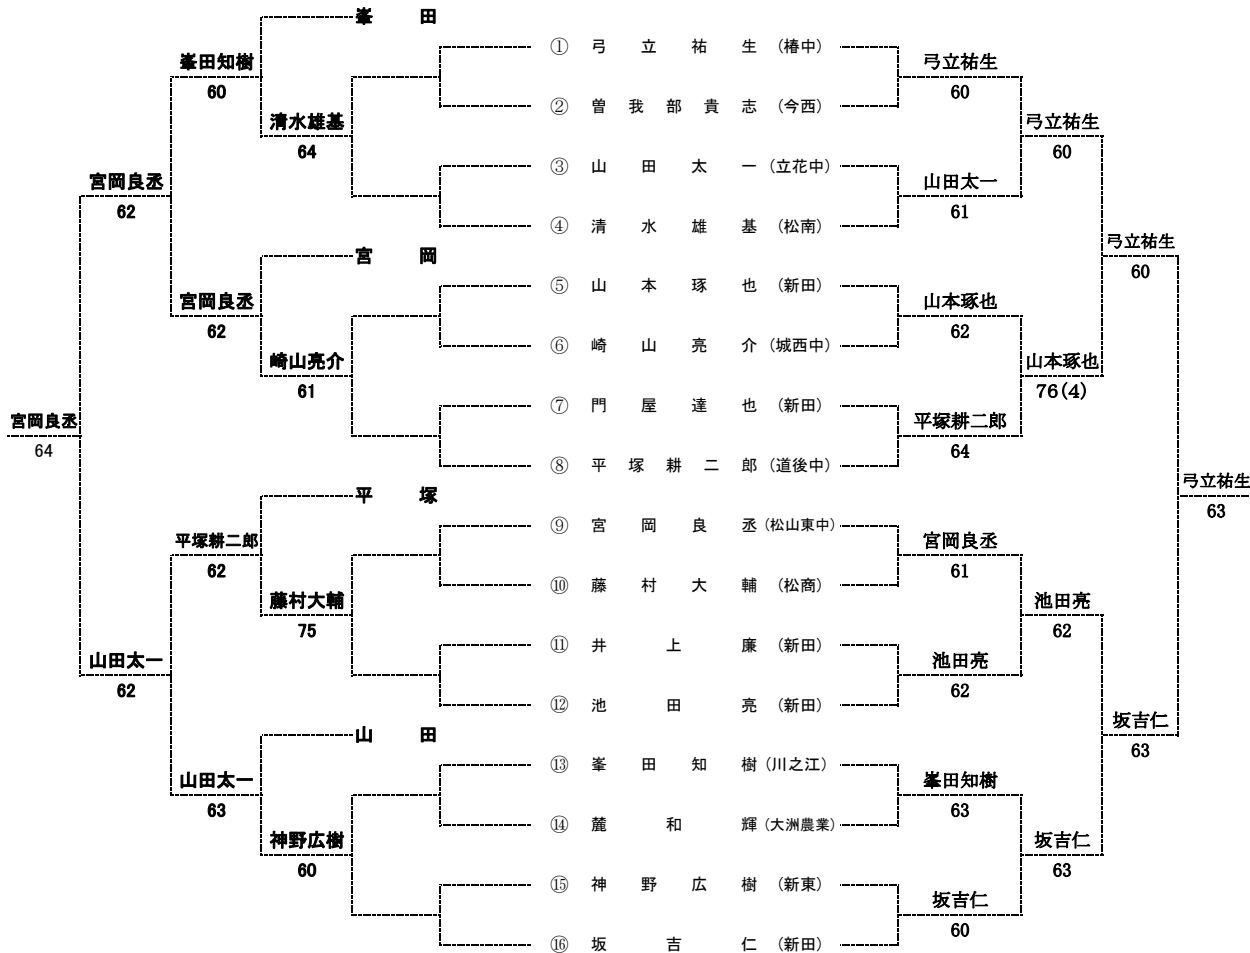 峯田
① 弓立祐生 (椿中)
峯田知樹
弓立祐生
60
60
② 曽我部貴志 (今西)
清水雄基
弓立祐生
64
60
③ 山田太一 (立花中)
宮岡良丞
山田太一
62
61
④ 清水雄基 (松南)
弓立祐生
宮岡
60
⑤ 山本琢也 (新田)
宮岡良丞
山本琢也
62
62
⑥ 崎山亮介 (城西中)
崎山亮介
山本琢也
61
76(4)
⑦ 門屋達也 (新田)
宮岡良丞
平塚耕二郎
64
64
⑧ 平塚耕二郎 (道後中)
弓立祐生
平塚
63
⑨ 宮岡良丞 (松山東中)
平塚耕二郎
宮岡良丞
62
61
⑩ 藤村大輔 (松商)
藤村大輔
池田亮
75
62
⑪ 井上廉 (新田)
山田太一
池田亮
62
62
⑫ 池田亮 (新田)
坂吉仁
山田
63
⑬ 峯田知樹 (川之江)
山田太一
峯田知樹
63
63
⑭ 麓和輝 (大洲農業)
神野広樹
坂吉仁
60
63
⑮ 神野広樹 (新東)
坂吉仁
60
⑯ 坂吉仁 (新田)